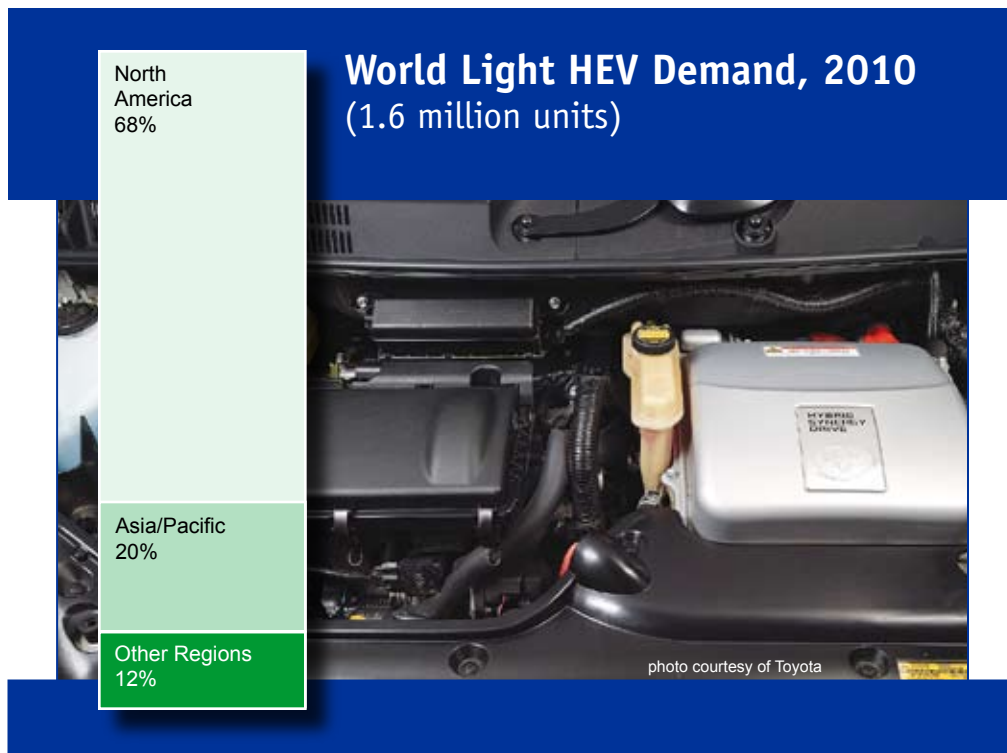 World Light HEV Demand, 2010
(1.6 million units)
North
America
68%
Asia/Pacific
20%
Other Regions
12%
HYBRID
SYNERGY
DRIVE
photo courtesy of Toyota